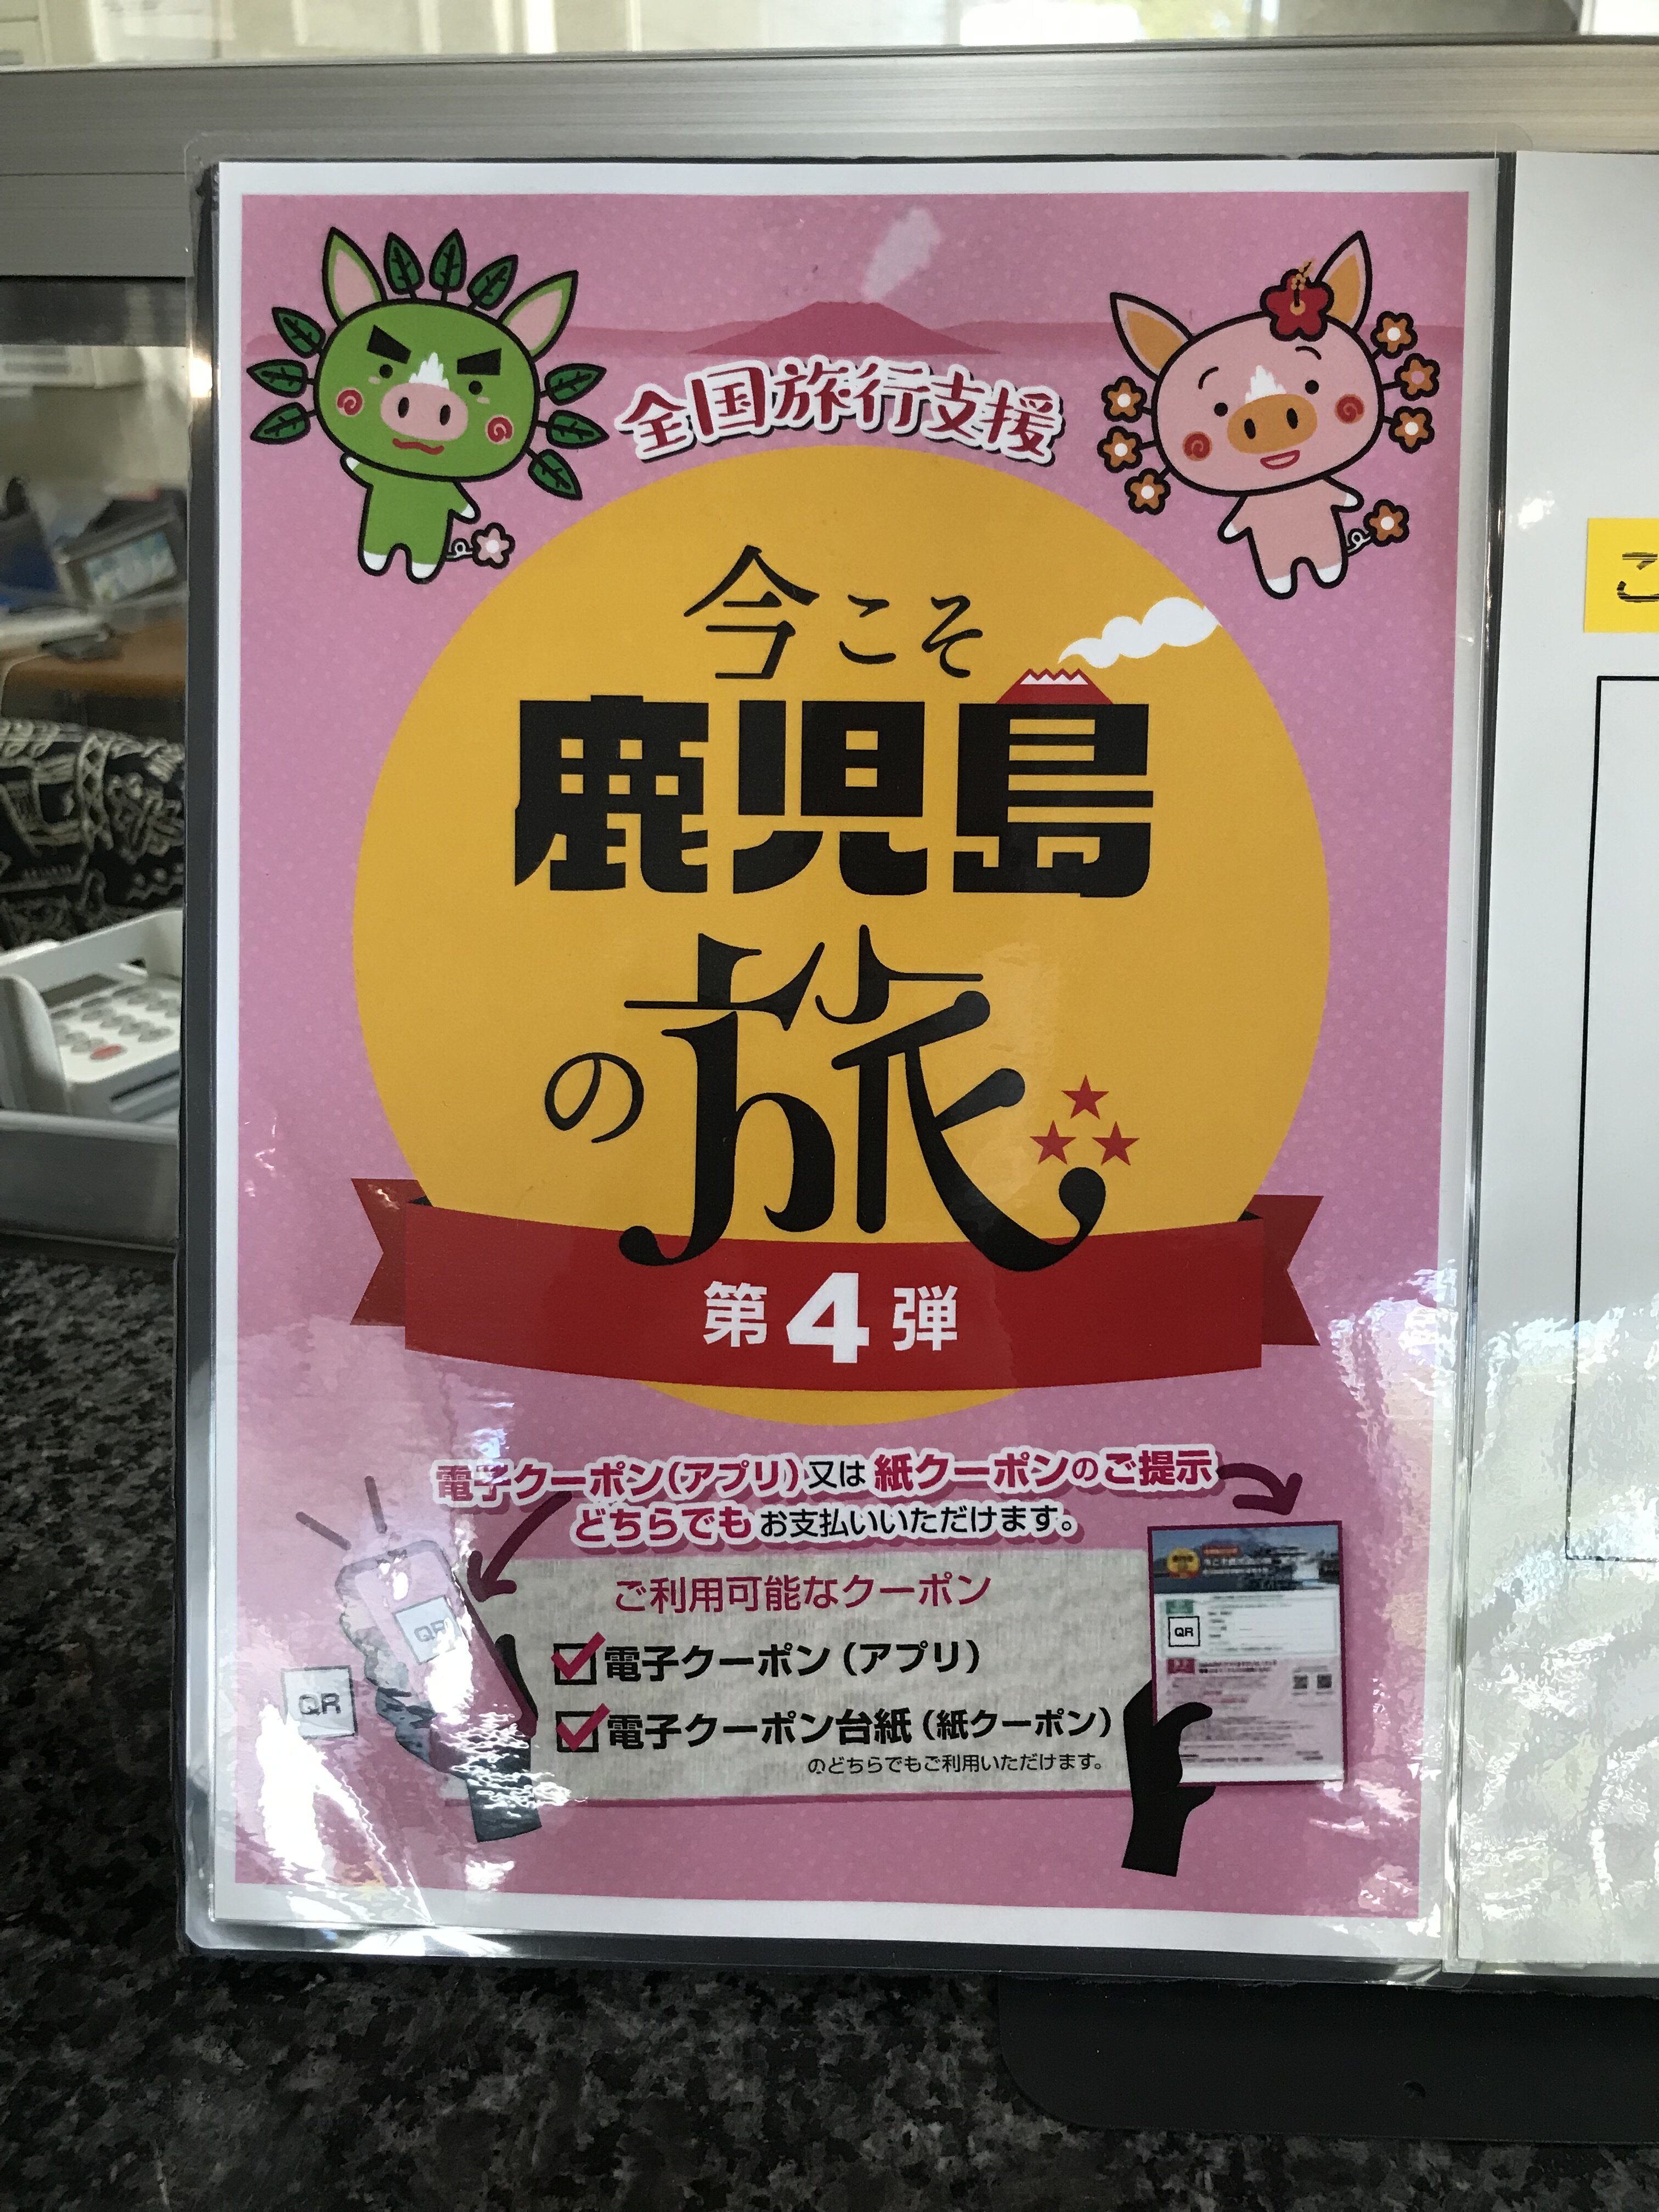 全国旅行支援
今こそ
鹿児島
の旅
第4弾
電子クーポン(アプリ)又は紙クーポンのご提示
どちらでもお支払いいただけます。
ご利用可能なクーポン
電子クーポン(アプリ)
電子クーポン台紙(紙クーポン)
のどちらでもご利用いただけます。
QR
QR
QR
こ